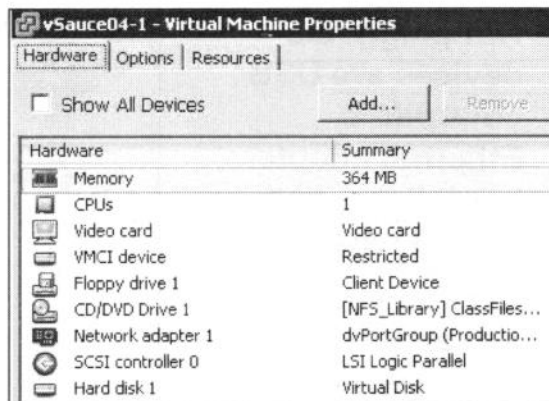 vSauce04-1 - Virtual Machine Properties
Hardware Options Resources
Show All Devices Add... Remove
Hardware Summary
Memory 364 MB
CPUs 1
Video card Video card
VMCI device Restricted
Floppy drive 1 Client Device
CD/DVD Drive 1 [NFS_Library] ClassFiles...
Network adapter 1 dvPortGroup (Productio...
SCSI controller 0 LSI Logic Parallel
Hard disk 1 Virtual Disk